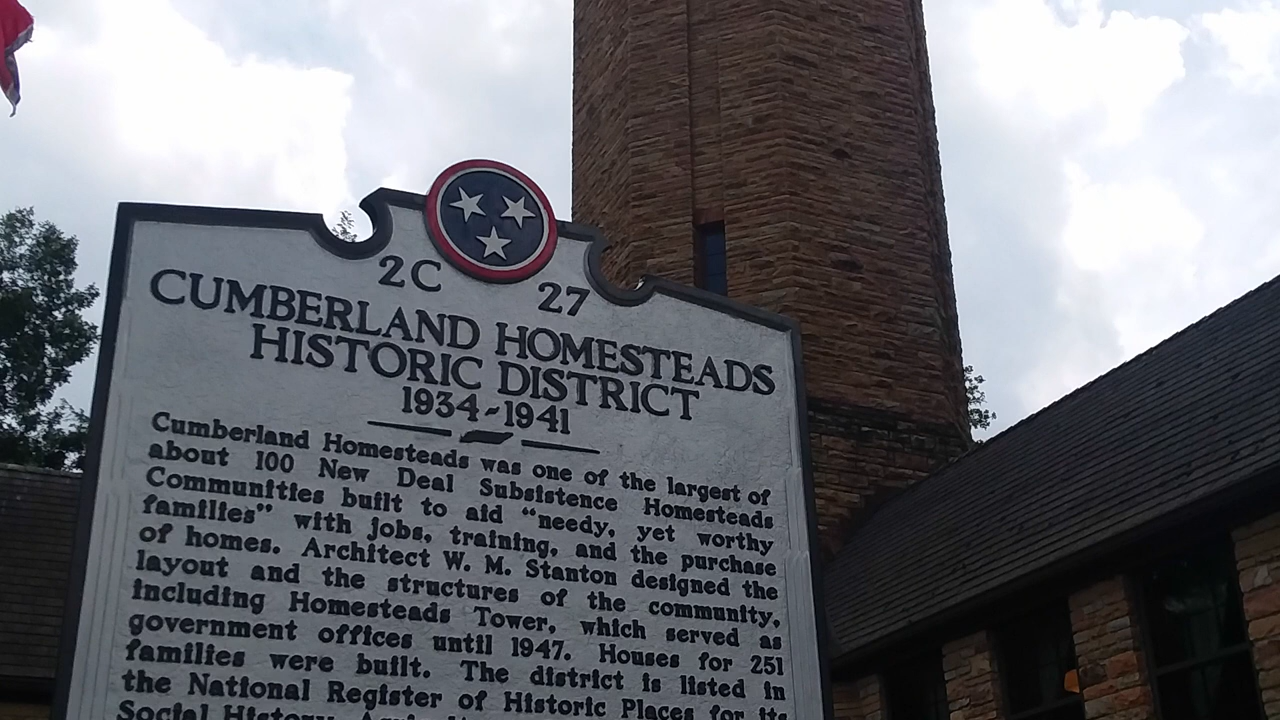 2C 27
CUMBERLAND HOMESTEADS
HISTORIC DISTRICT
1934-1941
Cumberland Homesteads was one of the largest of
about 100 New Deal Subsistence Homesteads
Communities built to aid "needy, yet worthy
families" with jobs, training, and the purchase
of homes. Architect W. M. Stanton designed the
layout and the structures of the community,
including Homesteads Tower, which served as
government offices until 1947. Houses for 251
families were built. The district is listed in
the National Register of Historic Places for its
Social History,